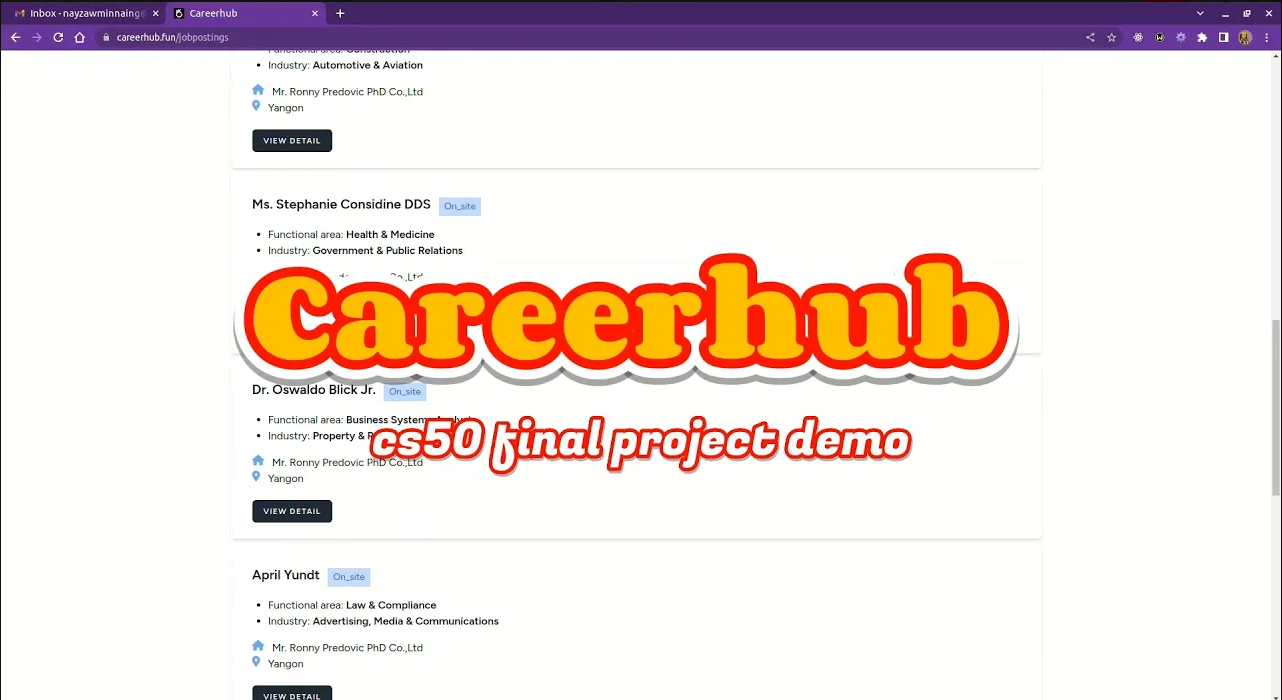 Inbox - nayzawminnaing@
Careerhub
careerhub.fun/jobpostings
Functional area: Construction
Industry: Automotive & Aviation
Mr. Ronny Predovic PhD Co.,Ltd
Yangon
VIEW DETAIL
Ms. Stephanie Considine DDS On_site
Functional area: Health & Medicine
Industry: Government & Public Relations
Co.,Ltd
Careerhub
Dr. Oswaldo Blick Jr. On_site
Functional area: Business System
Industry: Property &
cs50 final project demo
Mr. Ronny Predovic PhD Co.,Ltd
Yangon
VIEW DETAIL
April Yundt On_site
Functional area: Law & Compliance
Industry: Advertising, Media & Communications
Mr. Ronny Predovic PhD Co.,Ltd
Yangon
VIEW DETAIL